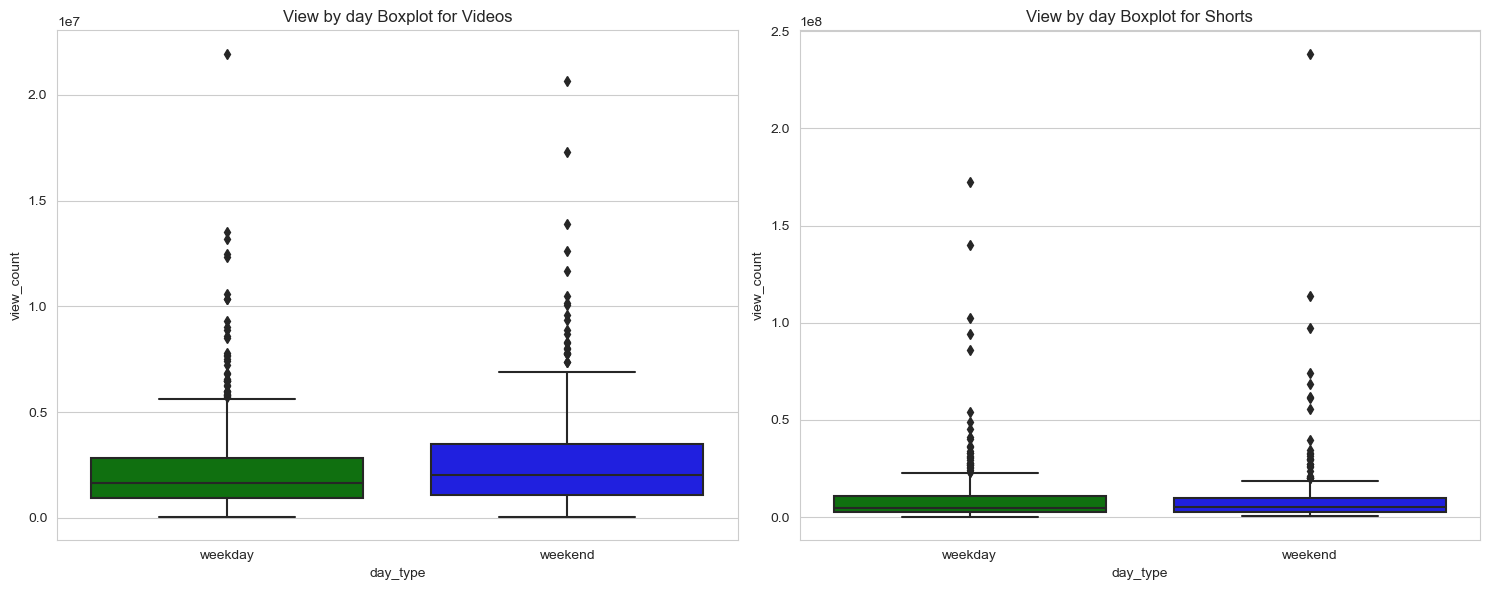 View by day Boxplot for Videos
1e7
2.0
1.5
1.0
0.5
0.0
view_count
weekday
weekend
day_type
View by day Boxplot for Shorts
1e8
2.5
2.0
1.5
1.0
0.5
0.0
view_count
weekday
weekend
day_type